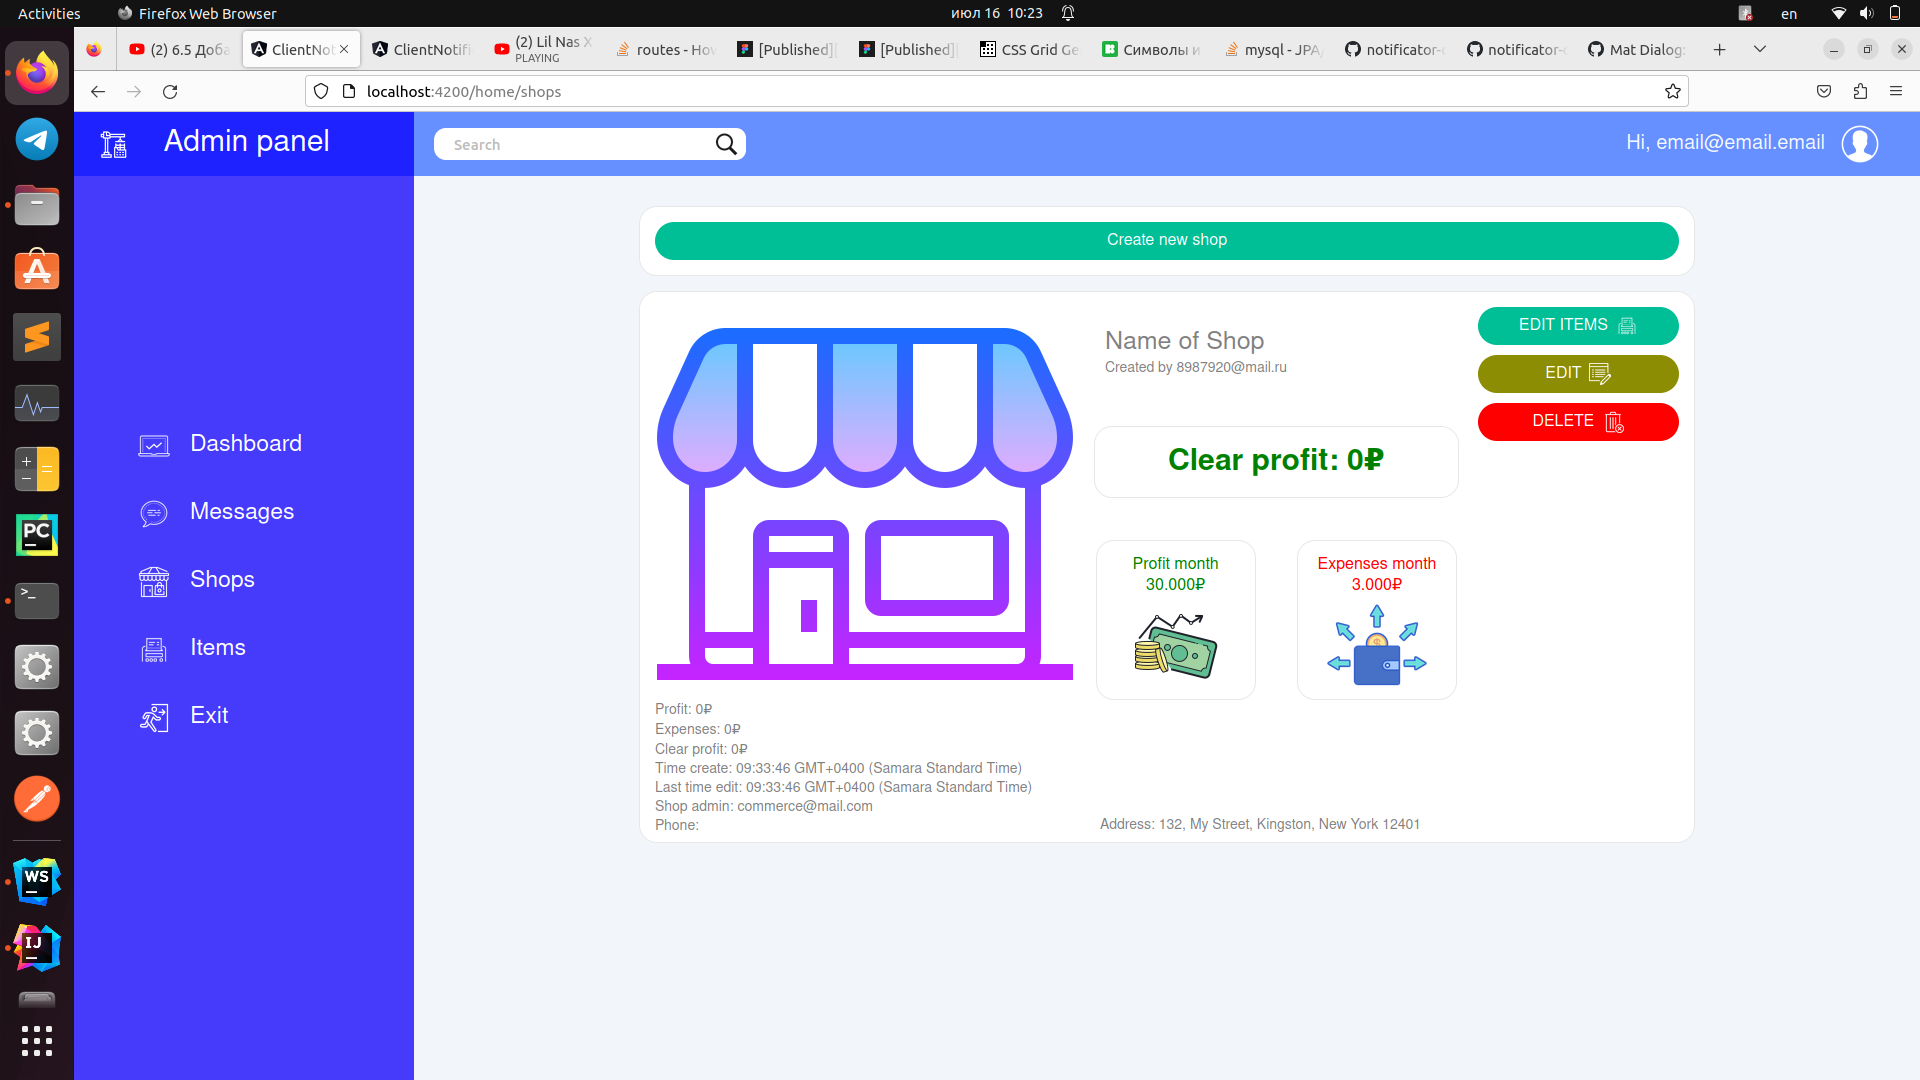 Activities
Firefox Web Browser
июл 16 10:23
en
(2) 6.5 Доба
ClientNot
ClientNotifi
(2) Lil Nas X
PLAYING
routes - Hov
[Published]
[Published]
CSS Grid Ge
Символы и
mysql - JPA
notificator-
notificator-
Mat Dialog:
localhost:4200/home/shops
Admin panel
Search
Hi, email@email.email
Create new shop
Name of Shop
Created by 8987920@mail.ru
EDIT ITEMS
EDIT
DELETE
Dashboard
Messages
Shops
Items
Exit
Clear profit: 0₽
Profit month
30.000₽
Expenses month
3.000₽
Profit: 0₽
Expenses: 0₽
Clear profit: 0₽
Time create: 09:33:46 GMT+0400 (Samara Standard Time)
Last time edit: 09:33:46 GMT+0400 (Samara Standard Time)
Shop admin: commerce@mail.com
Phone:
Address: 132, My Street, Kingston, New York 12401
PC
WS
IJ